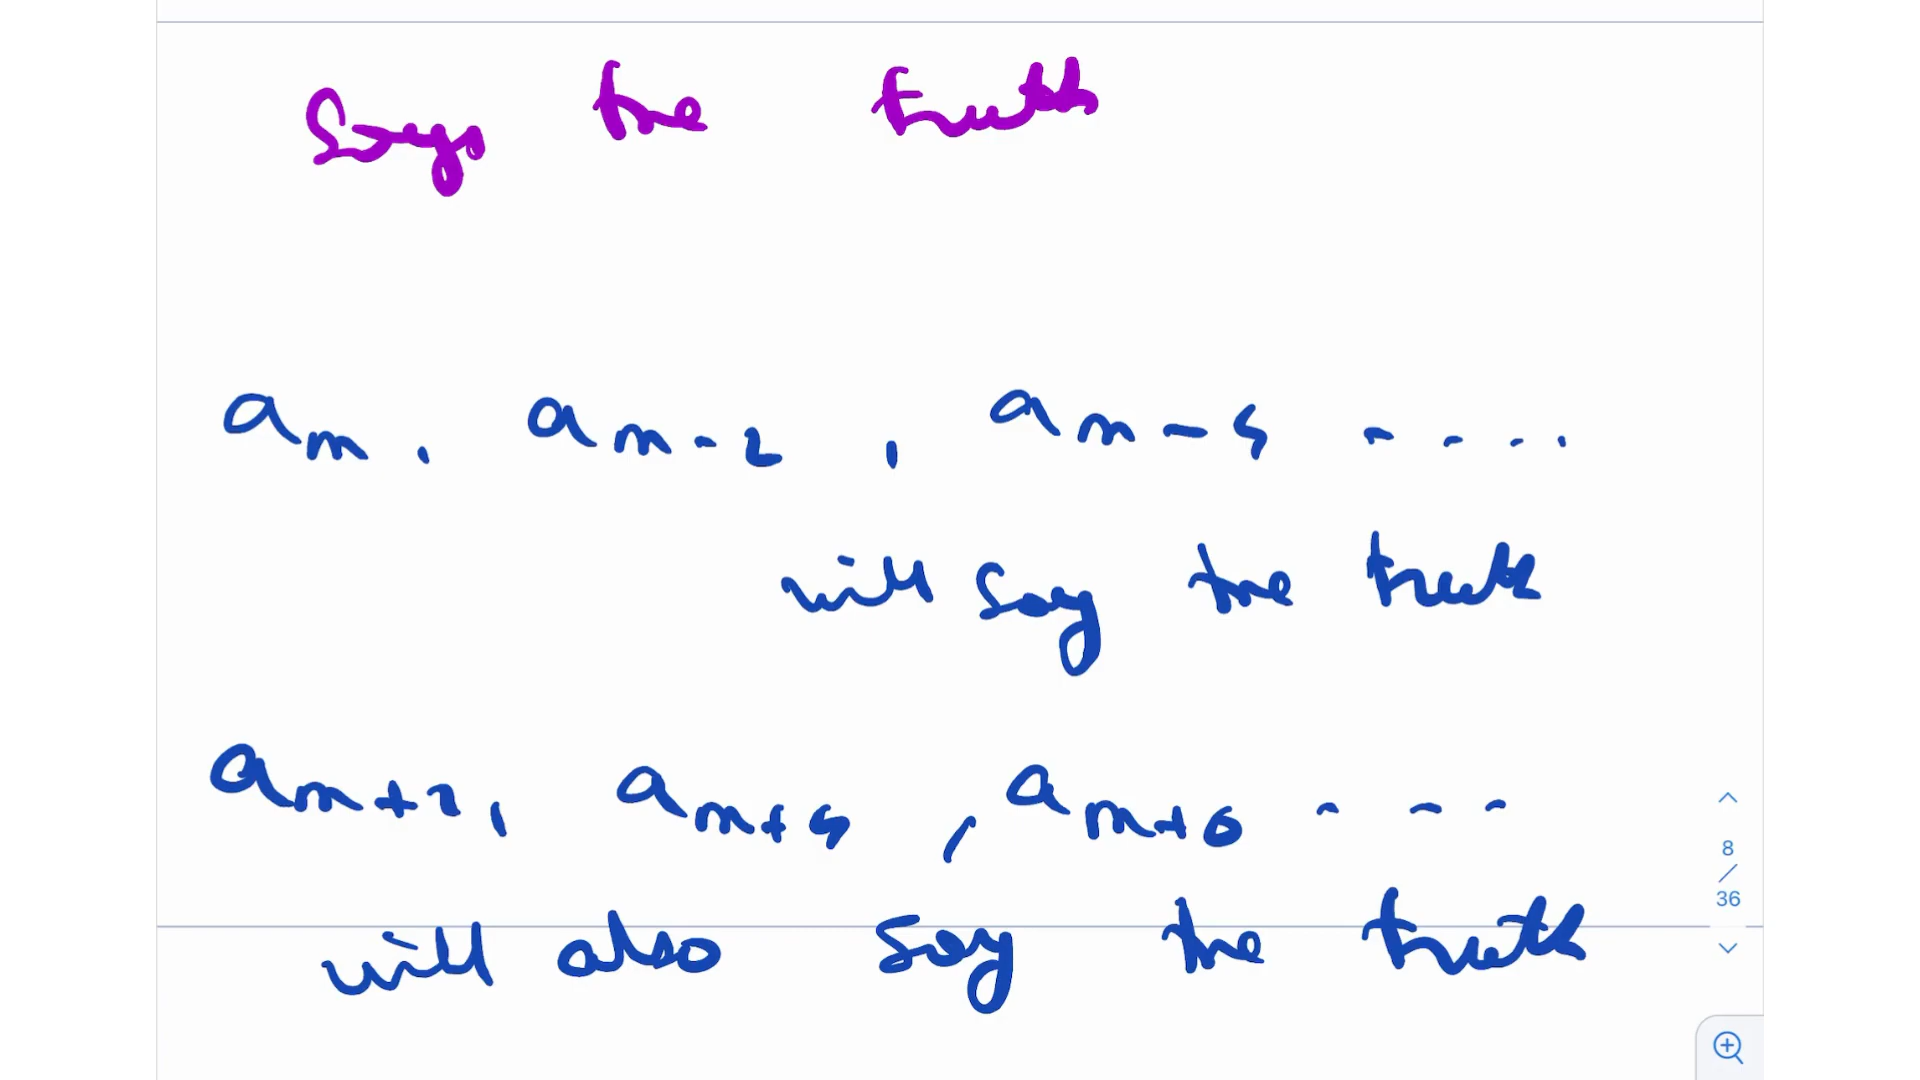 Says the truth
am, am-2, am-4 .....
will say the truth
am+2, am+4, am+6 ...
will also say the truth
8
/
36